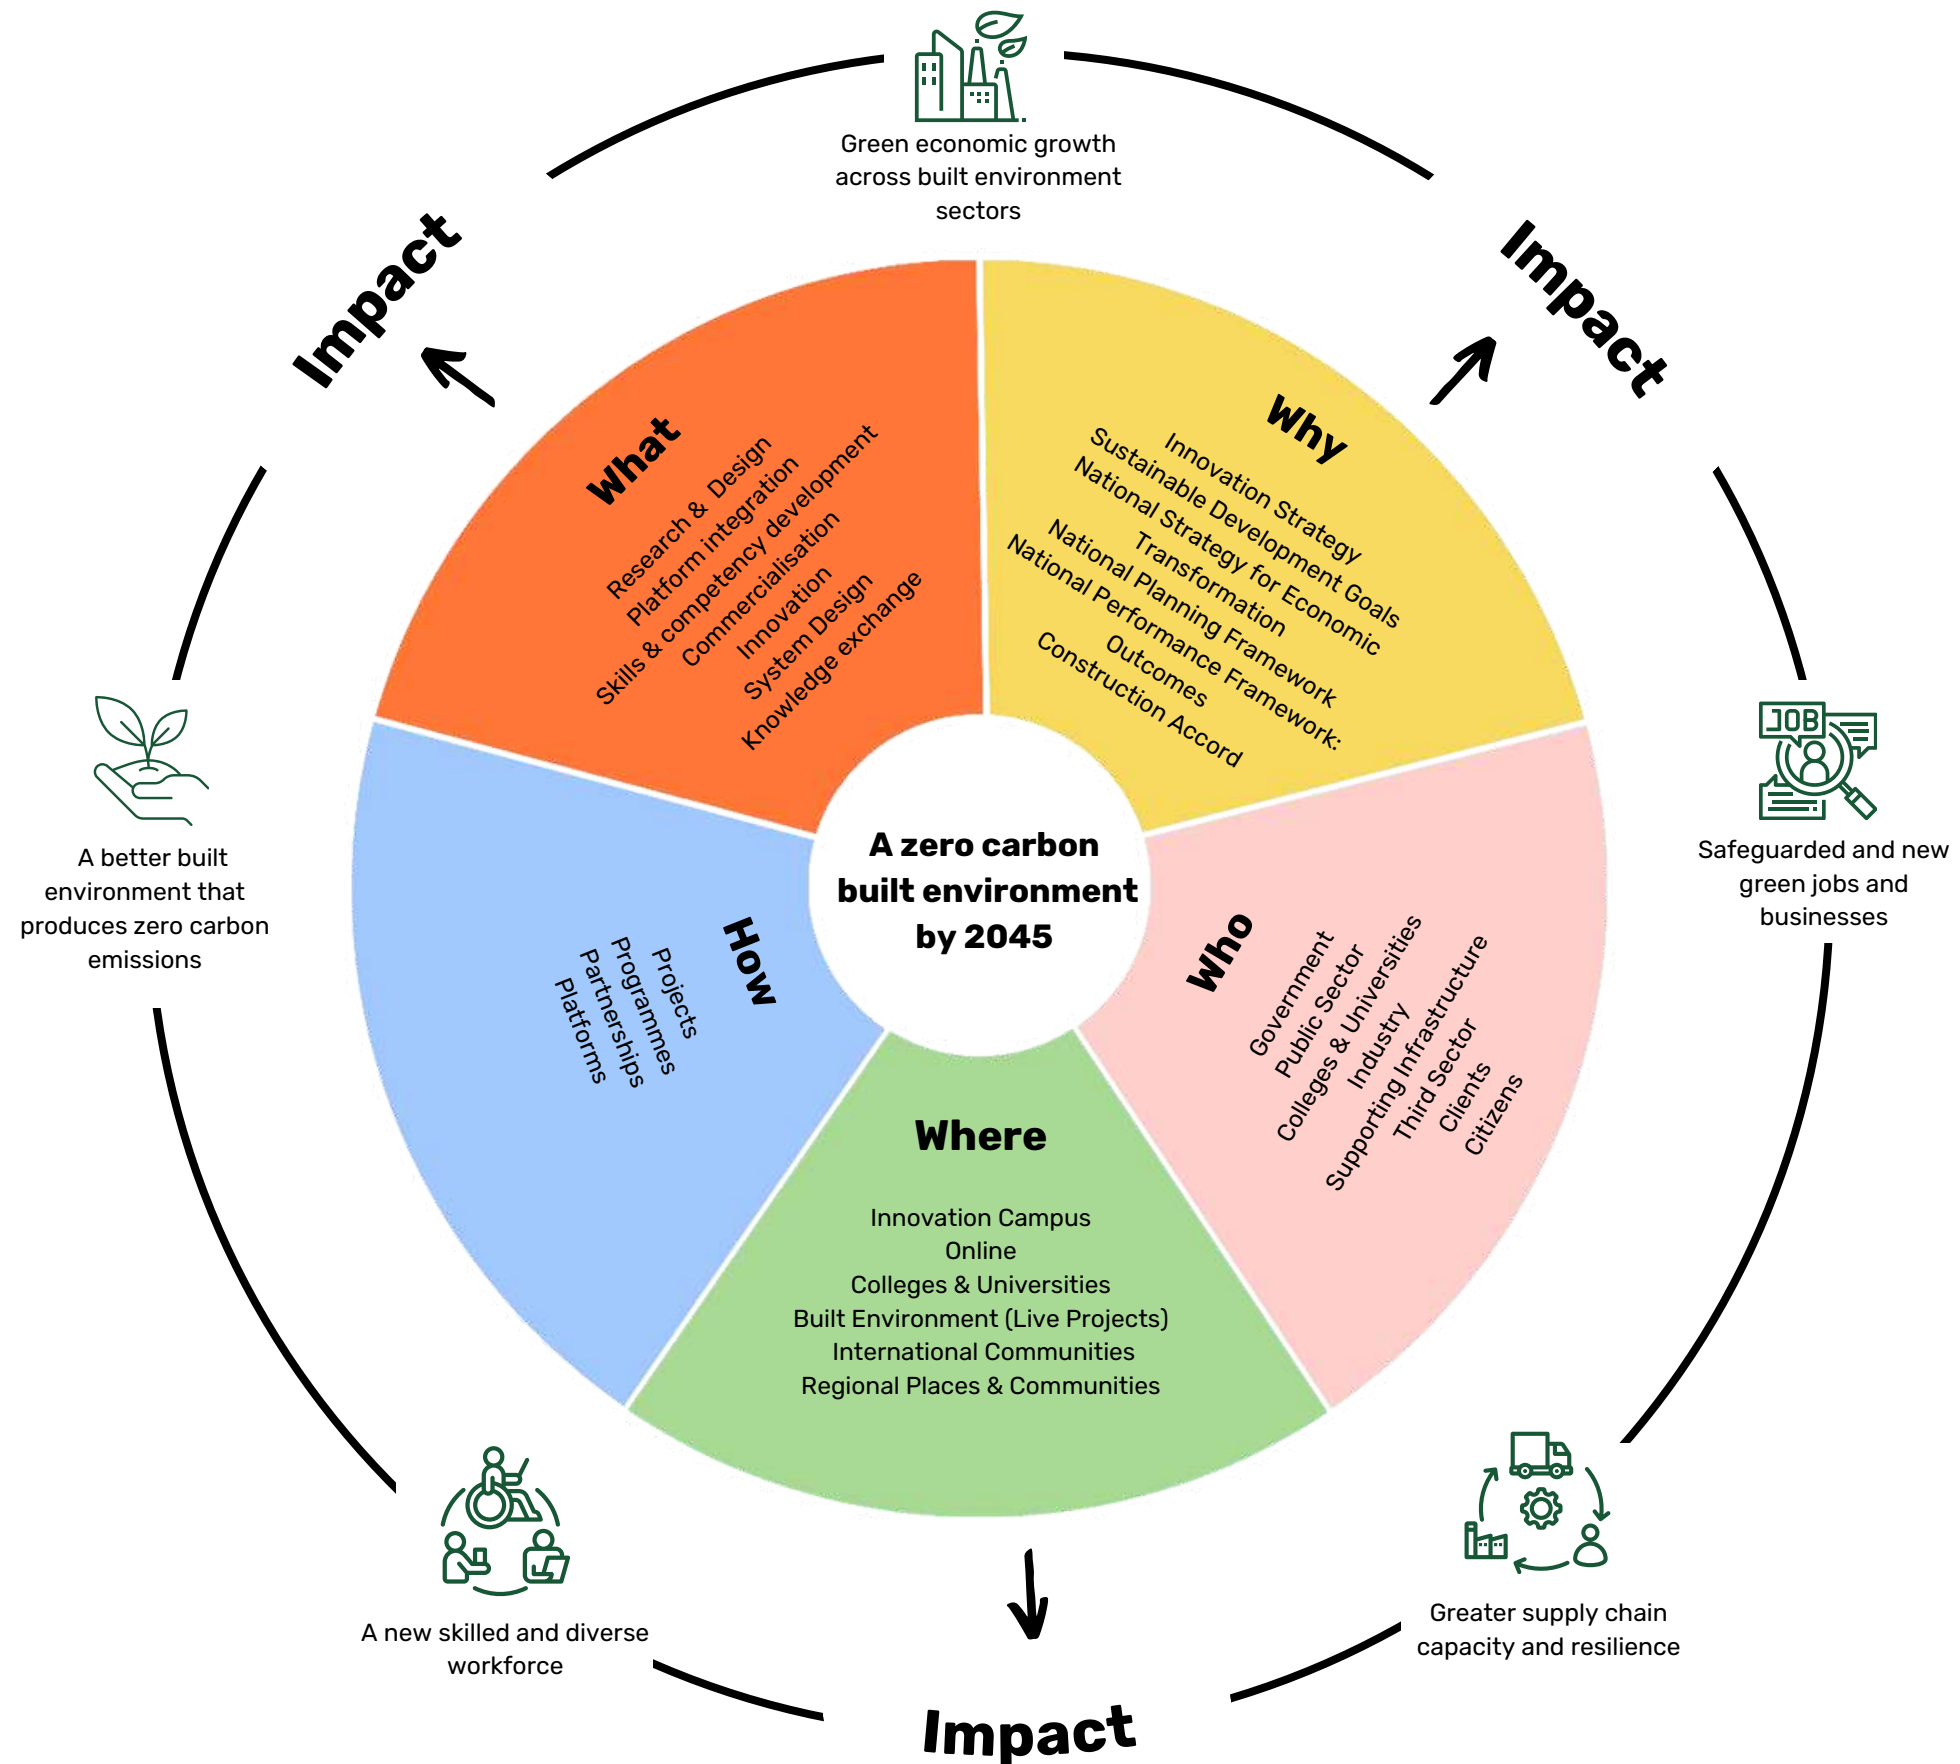 Green economic growth
across built environment
sectors
Impact
Impact
What
Research & Design
Platform integration
Skills & competency development
Commercialisation
Innovation
System Design
Knowledge exchange
Why
Innovation Strategy
Sustainable Development Goals
National Strategy for Economic
Transformation
National Planning Framework
National Performance Framework:
Outcomes
Construction Accord
JOB
Safeguarded and new
green jobs and
businesses
A better built
environment that
produces zero carbon
emissions
A zero carbon
built environment
by 2045
How
Projects
Programmes
Partnerships
Platforms
Who
Government
Public Sector
Colleges & Universities
Industry
Supporting Infrastructure
Third Sector
Clients
Citizens
Where
Innovation Campus
Online
Colleges & Universities
Built Environment (Live Projects)
International Communities
Regional Places & Communities
A new skilled and diverse
workforce
Greater supply chain
capacity and resilience
Impact